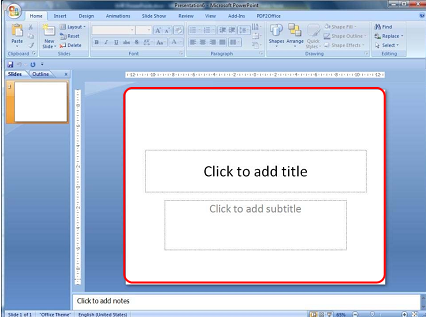 Presentation1 - Microsoft PowerPoint
Home Insert Design Animations Slide Show Review View Add-Ins PDF2Office
Paste
New Slide
Layout
Reset
Delete
Shapes Arrange Quick Styles
Shape Fill
Shape Outline
Shape Effects
Find
Replace
Select
Clipboard Slides Font Paragraph Drawing Editing
Slides Outline
1
Click to add title
Click to add subtitle
Click to add notes
Slide 1 of 1 "Office Theme" English (United States) 65%